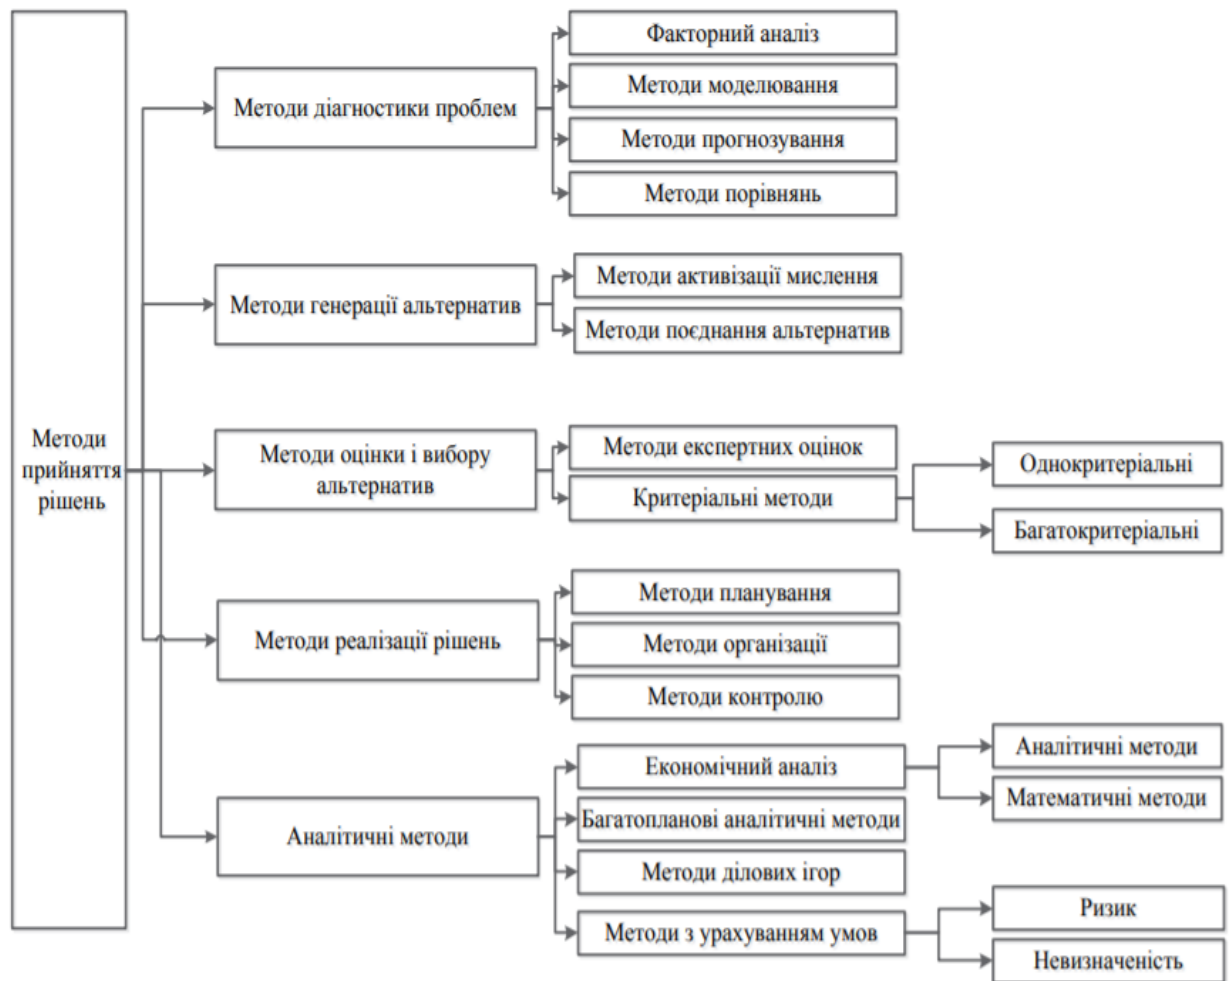 Методи
прийняття
рішень
Методи діагностики проблем
Факторний аналіз
Методи моделювання
Методи прогнозування
Методи порівнянь
Методи генерації альтернатив
Методи активізації мислення
Методи поєднання альтернатив
Методи оцінки і вибору
альтернатив
Методи експертних оцінок
Критеріальні методи
Однокритеріальні
Багатокритеріальні
Методи реалізації рішень
Методи планування
Методи організації
Методи контролю
Аналітичні методи
Економічний аналіз
Аналітичні методи
Математичні методи
Багатопланові аналітичні методи
Методи ділових ігор
Методи з урахуванням умов
Ризик
Невизначеність